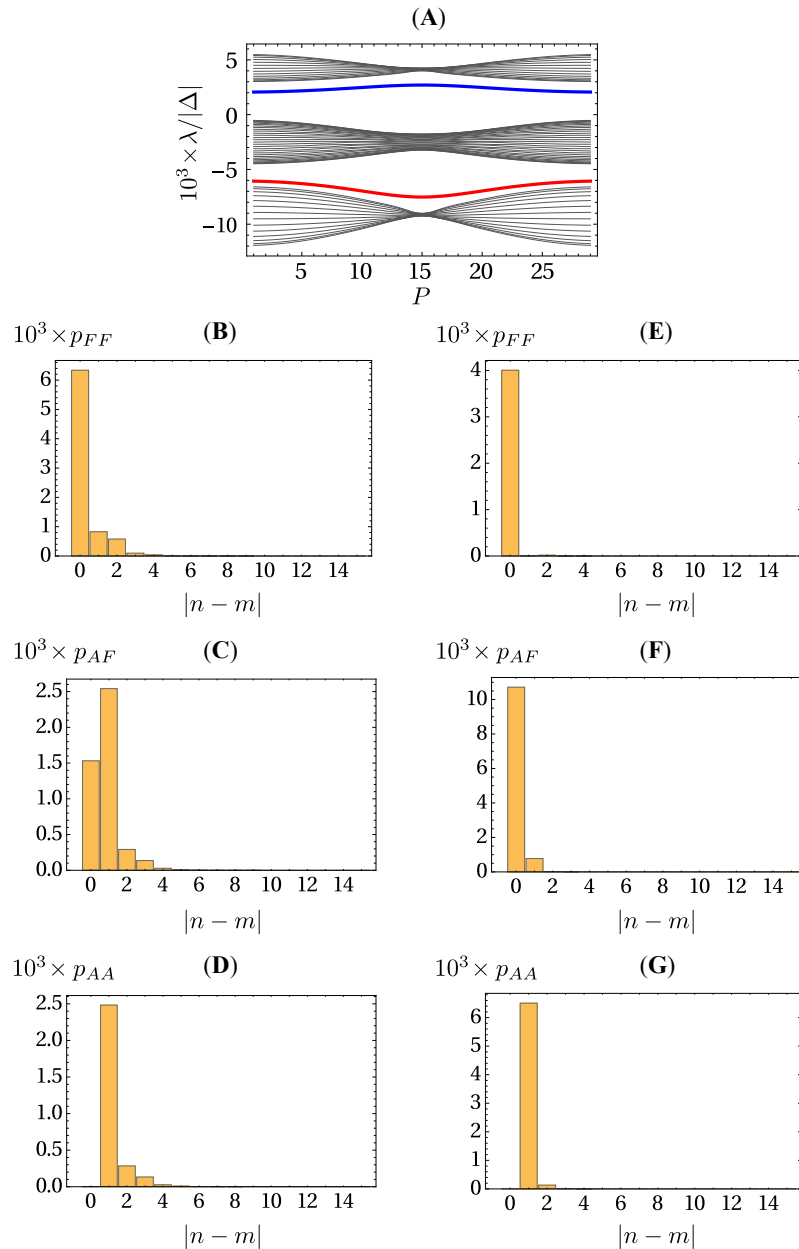 (A)
10³ × λ/|Δ|
5
0
−5
−10
5 10 15 20 25
P
10³ × p_FF (B)
6
5
4
3
2
1
0
0 2 4 6 8 10 12 14
|n − m|
10³ × p_FF (E)
4
3
2
1
0
0 2 4 6 8 10 12 14
|n − m|
10³ × p_AF (C)
2.5
2.0
1.5
1.0
0.5
0.0
0 2 4 6 8 10 12 14
|n − m|
10³ × p_AF (F)
10
8
6
4
2
0
0 2 4 6 8 10 12 14
|n − m|
10³ × p_AA (D)
2.5
2.0
1.5
1.0
0.5
0.0
0 2 4 6 8 10 12 14
|n − m|
10³ × p_AA (G)
6
5
4
3
2
1
0
0 2 4 6 8 10 12 14
|n − m|